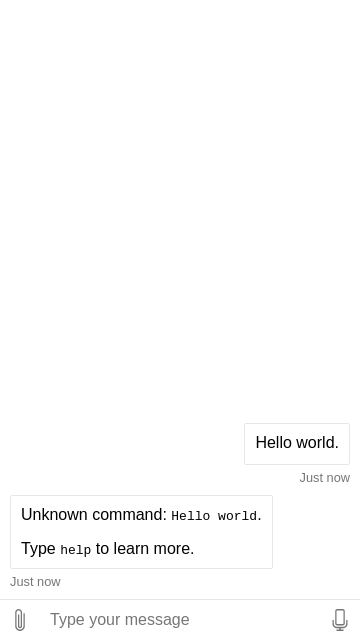 Hello world.
Just now
Unknown command: Hello world.
Type help to learn more.
Just now
Type your message